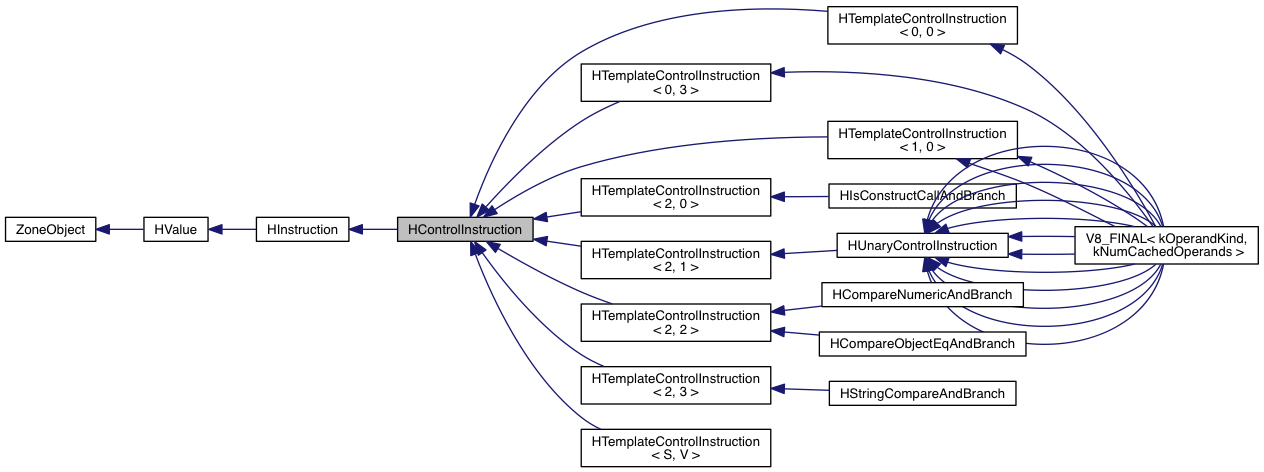 ZoneObject
HValue
HInstruction
HControlInstruction
HTemplateControlInstruction
< 0, 0 >
HTemplateControlInstruction
< 0, 3 >
HTemplateControlInstruction
< 1, 0 >
HTemplateControlInstruction
< 2, 0 >
HIsConstructCallAndBranch
HTemplateControlInstruction
< 2, 1 >
HUnaryControlInstruction
V8_FINAL< kOperandKind,
kNumCachedOperands >
HTemplateControlInstruction
< 2, 2 >
HCompareNumericAndBranch
HCompareObjectEqAndBranch
HTemplateControlInstruction
< 2, 3 >
HStringCompareAndBranch
HTemplateControlInstruction
< S, V >